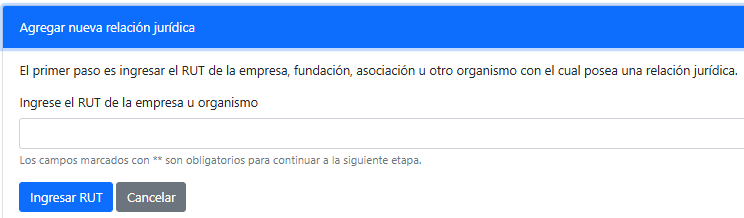 Agregar nueva relación jurídica
El primer paso es ingresar el RUT de la empresa, fundación, asociación u otro organismo con el cual posea una relación jurídica.
Ingrese el RUT de la empresa u organismo
Los campos marcados con ** son obligatorios para continuar a la siguiente etapa.
Ingresar RUT Cancelar